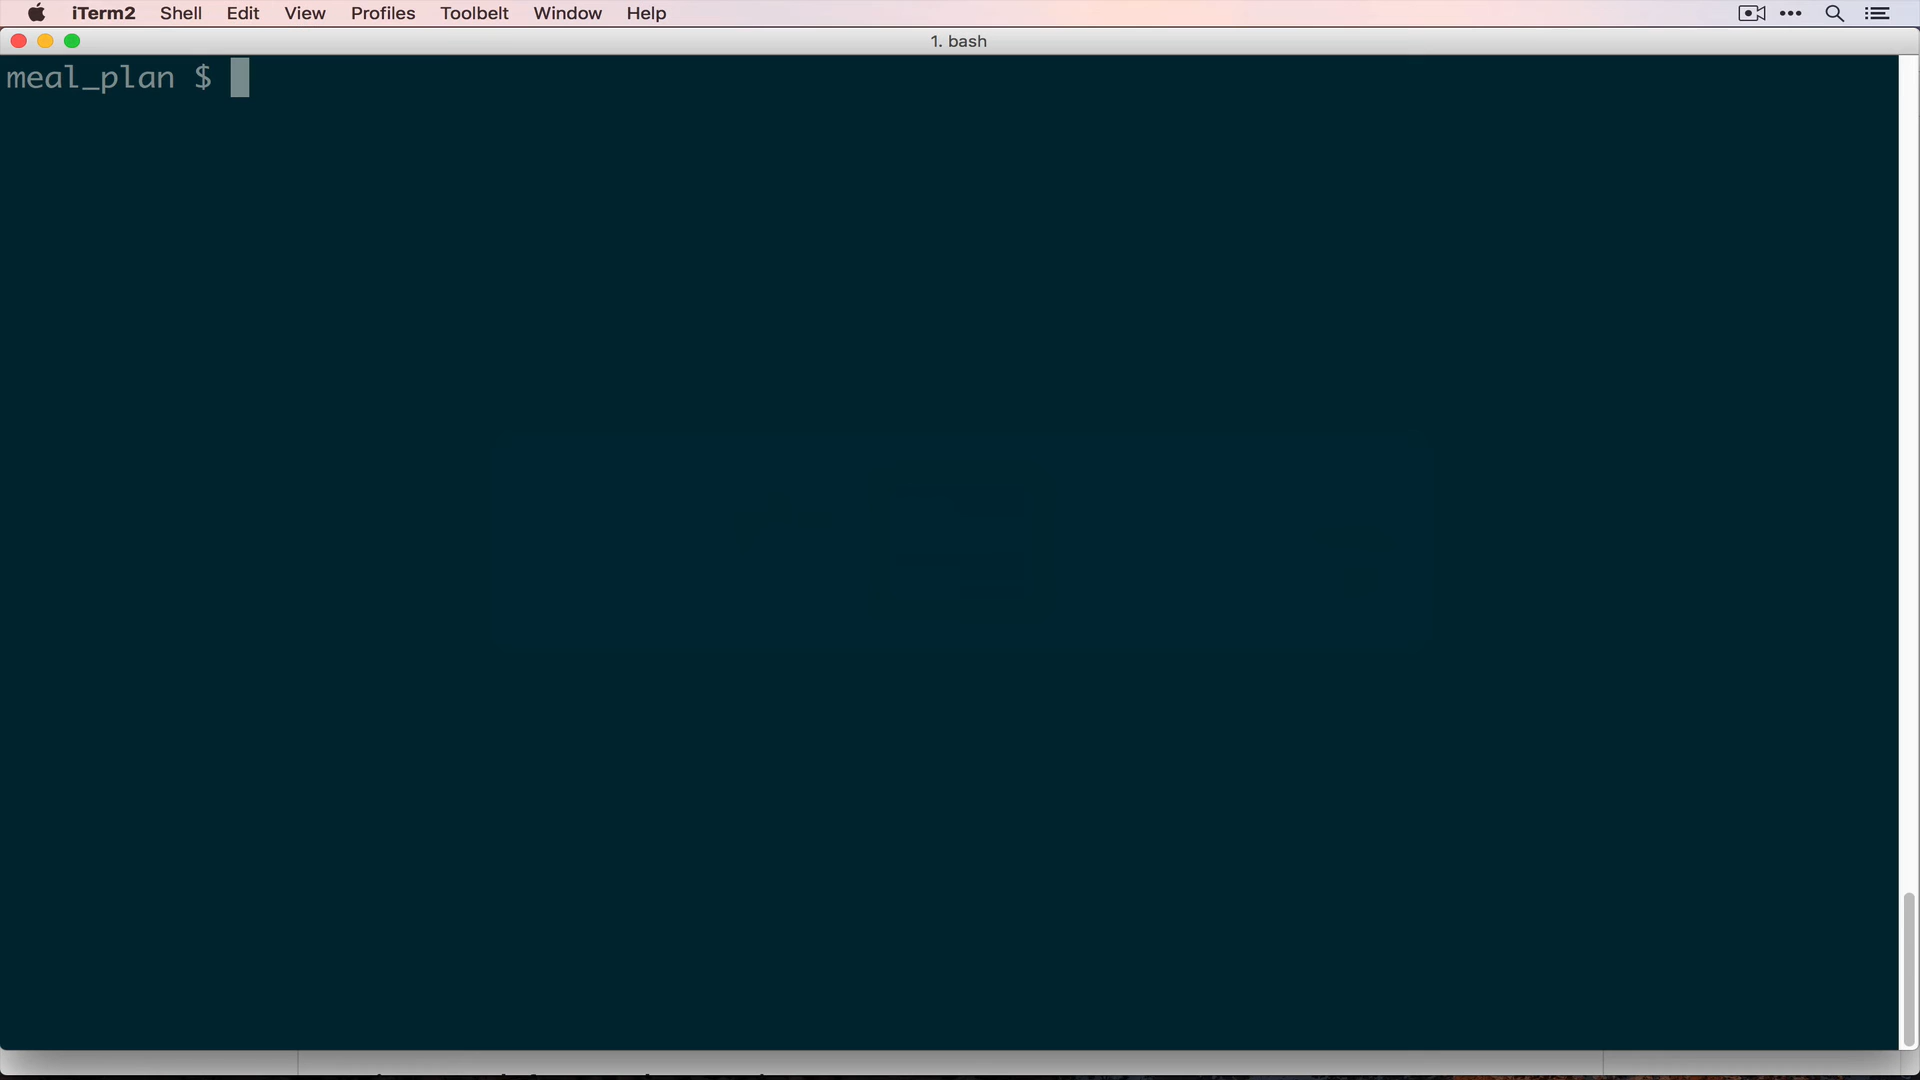 iTerm2 Shell Edit View Profiles Toolbelt Window Help
1. bash
meal_plan $